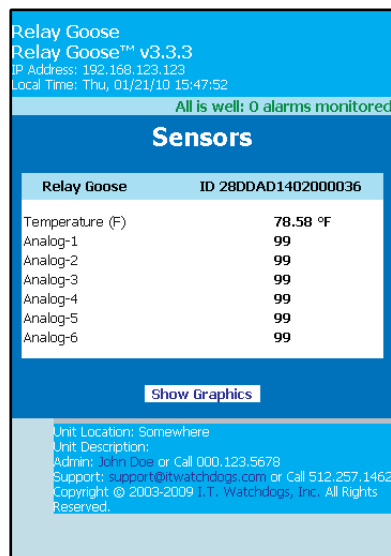 Relay Goose
Relay Goose™ v3.3.3
IP Address: 192.168.123.123
Local Time: Thu, 01/21/10 15:47:52
All is well: 0 alarms monitored
Sensors
Relay Goose ID 28DDAD1402000036
Temperature (F) 78.58 °F
Analog-1 99
Analog-2 99
Analog-3 99
Analog-4 99
Analog-5 99
Analog-6 99
Show Graphics
Unit Location: Somewhere
Unit Description:
Admin: John Doe or Call 000.123.5678
Support: support@itwatchdogs.com or Call 512.257.1462
Copyright © 2003-2009 I.T. Watchdogs, Inc. All Rights
Reserved.